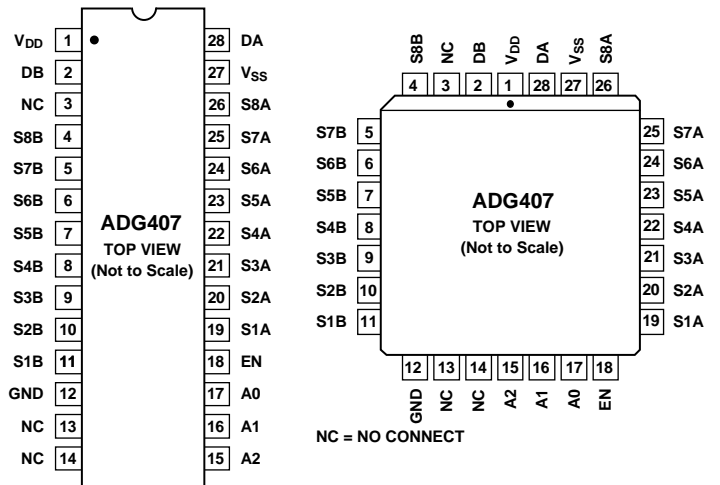 VDD 1 28 DA
DB 2 27 VSS
NC 3 26 S8A
S8B 4 25 S7A
S7B 5 24 S6A
S6B 6 23 S5A
S5B 7 22 S4A
S4B 8 21 S3A
S3B 9 20 S2A
S2B 10 19 S1A
S1B 11 18 EN
GND 12 17 A0
NC 13 16 A1
NC 14 15 A2
ADG407
TOP VIEW
(Not to Scale)
S8B NC DB VDD DA VSS S8A
4 3 2 1 28 27 26
S7B 5 25 S7A
S6B 6 24 S6A
S5B 7 23 S5A
S4B 8 22 S4A
S3B 9 21 S3A
S2B 10 20 S2A
S1B 11 19 S1A
ADG407
TOP VIEW
(Not to Scale)
12 13 14 15 16 17 18
GND NC NC A2 A1 A0 EN
NC = NO CONNECT